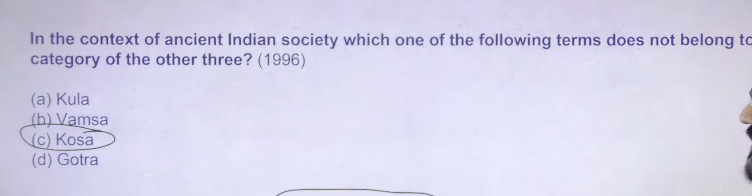 In the context of ancient Indian society which one of the following terms does not belong to
category of the other three? (1996)
(a) Kula
(b) Vamsa
(c) Kosa
(d) Gotra